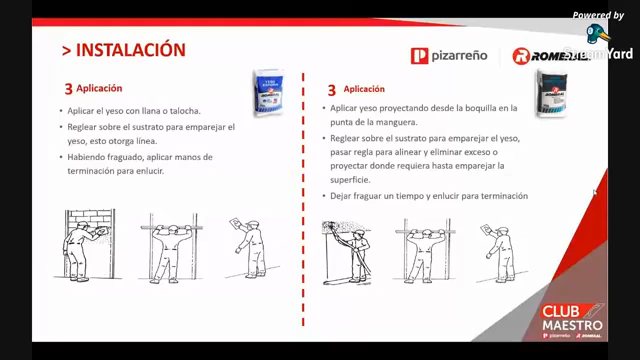 Powered by
StreamYard
> INSTALACIÓN
pizarreño
ROMERAL
3 Aplicación
Aplicar el yeso con llana o talocha.
Reglear sobre el sustrato para emparejar el
yeso, esto otorga línea.
Habiendo fraguado, aplicar manos de
terminación para enlucir.
3 Aplicación
Aplicar yeso proyectando desde la boquilla en la
punta de la manguera.
Reglear sobre el sustrato para emparejar el yeso,
pasar regla para alinear y eliminar exceso o
proyectar donde requiera hasta emparejar la
superficie.
Dejar fraguar un tiempo y enlucir para terminación
CLUB
MAESTRO
pizarreño
ROMERAL